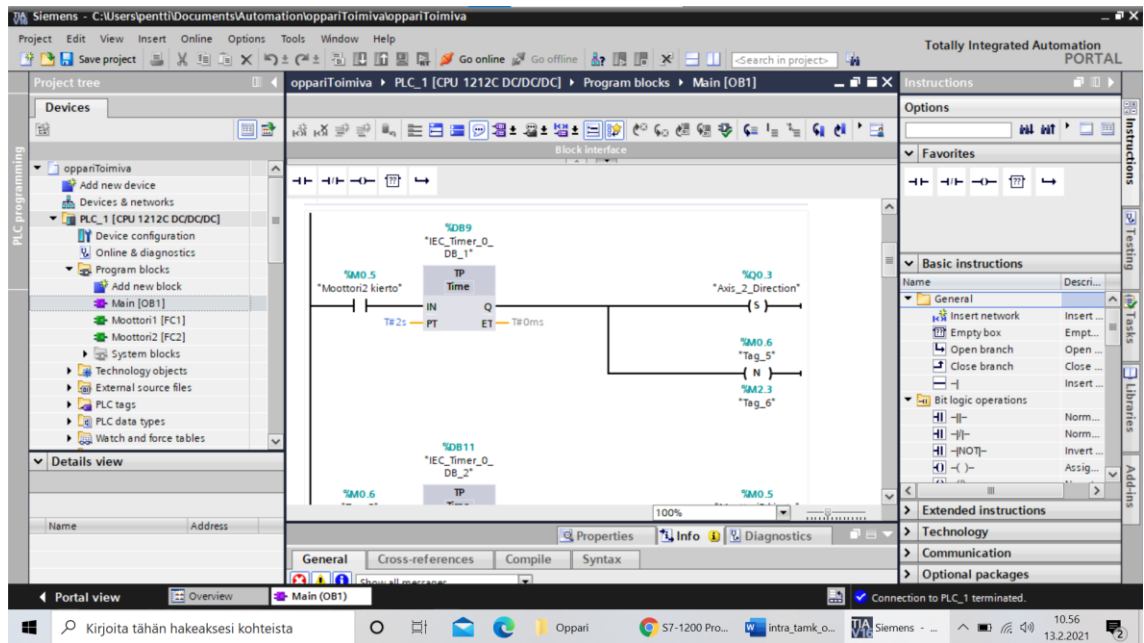 Siemens - C:\Users\pentti\Documents\Automation\oppariToimiva\oppariToimiva
Project Edit View Insert Online Options Tools Window Help
Totally Integrated Automation
PORTAL
Save project Go online Go offline <Search in project>
Project tree
oppariToimiva PLC_1 [CPU 1212C DC/DC/DC] Program blocks Main [OB1]
Instructions
Devices
Options
Block interface
Favorites
oppariToimiva
Add new device
Devices & networks
PLC_1 [CPU 1212C DC/DC/DC]
Device configuration
Online & diagnostics
Program blocks
Add new block
Main [OB1]
Moottori1 [FC1]
Moottori2 [FC2]
System blocks
Technology objects
External source files
PLC tags
PLC data types
Watch and force tables
Details view
Name Address
PLC programming
%DB9
"IEC_Timer_0_
DB_1"
%M0.5
"Moottori2 kierto"
TP
Time
IN Q
T#2s PT ET T#0ms
%Q0.3
"Axis_2_Direction"
S
%M0.6
"Tag_5"
N
%M2.3
"Tag_6"
%DB11
"IEC_Timer_0_
DB_2"
%M0.6
TP
%M0.5
100%
Properties Info Diagnostics
General Cross-references Compile Syntax
Show all messages
Basic instructions
Name Descri...
General
Insert network Insert ...
Empty box Empt...
Open branch Open ...
Close branch Close ...
Insert ...
Bit logic operations
Norm...
Norm...
-|NOT|- Invert ...
-( )- Assig...
Extended instructions
Technology
Communication
Optional packages
Instructions
Testing
Tasks
Libraries
Add-ins
Portal view Overview Main (OB1)
Connection to PLC_1 terminated.
Kirjoita tähän hakeaksesi kohteista
Oppari
S7-1200 Pro...
intra_tamk_o...
Siemens - ...
10.56
13.2.2021
2